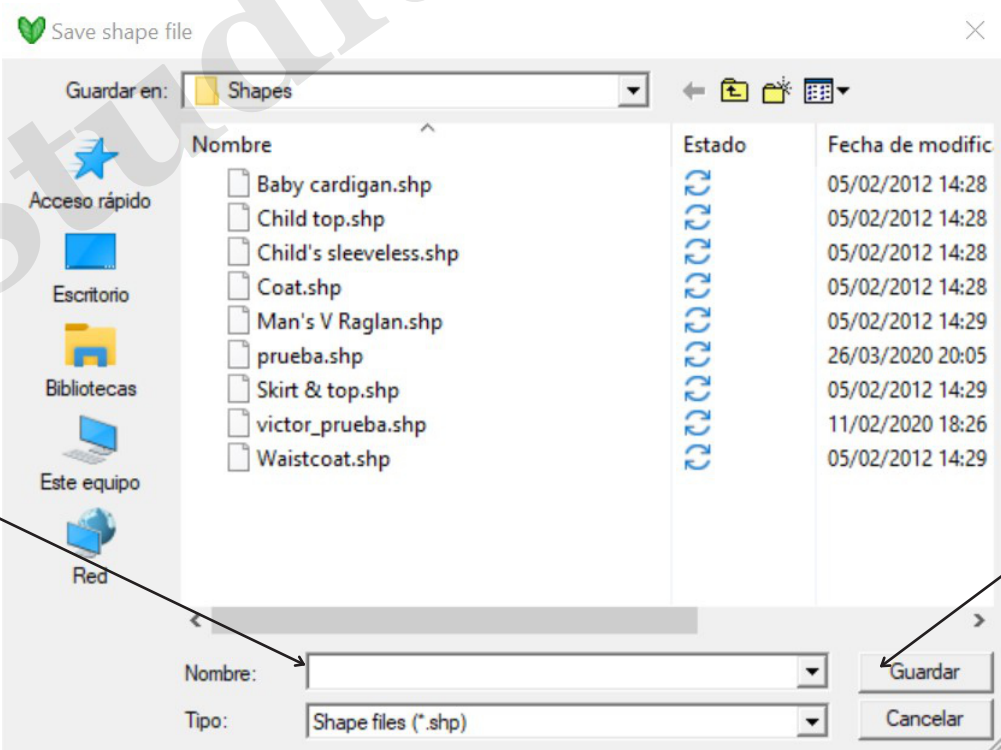 Save shape file
Guardar en: Shapes
Nombre Estado Fecha de modific
Acceso rápido
Escritorio
Bibliotecas
Este equipo
Red
Baby cardigan.shp 05/02/2012 14:28
Child top.shp 05/02/2012 14:28
Child's sleeveless.shp 05/02/2012 14:28
Coat.shp 05/02/2012 14:28
Man's V Raglan.shp 05/02/2012 14:29
prueba.shp 26/03/2020 20:05
Skirt & top.shp 05/02/2012 14:29
victor_prueba.shp 11/02/2020 18:26
Waistcoat.shp 05/02/2012 14:29
Nombre: Guardar
Tipo: Shape files (*.shp) Cancelar